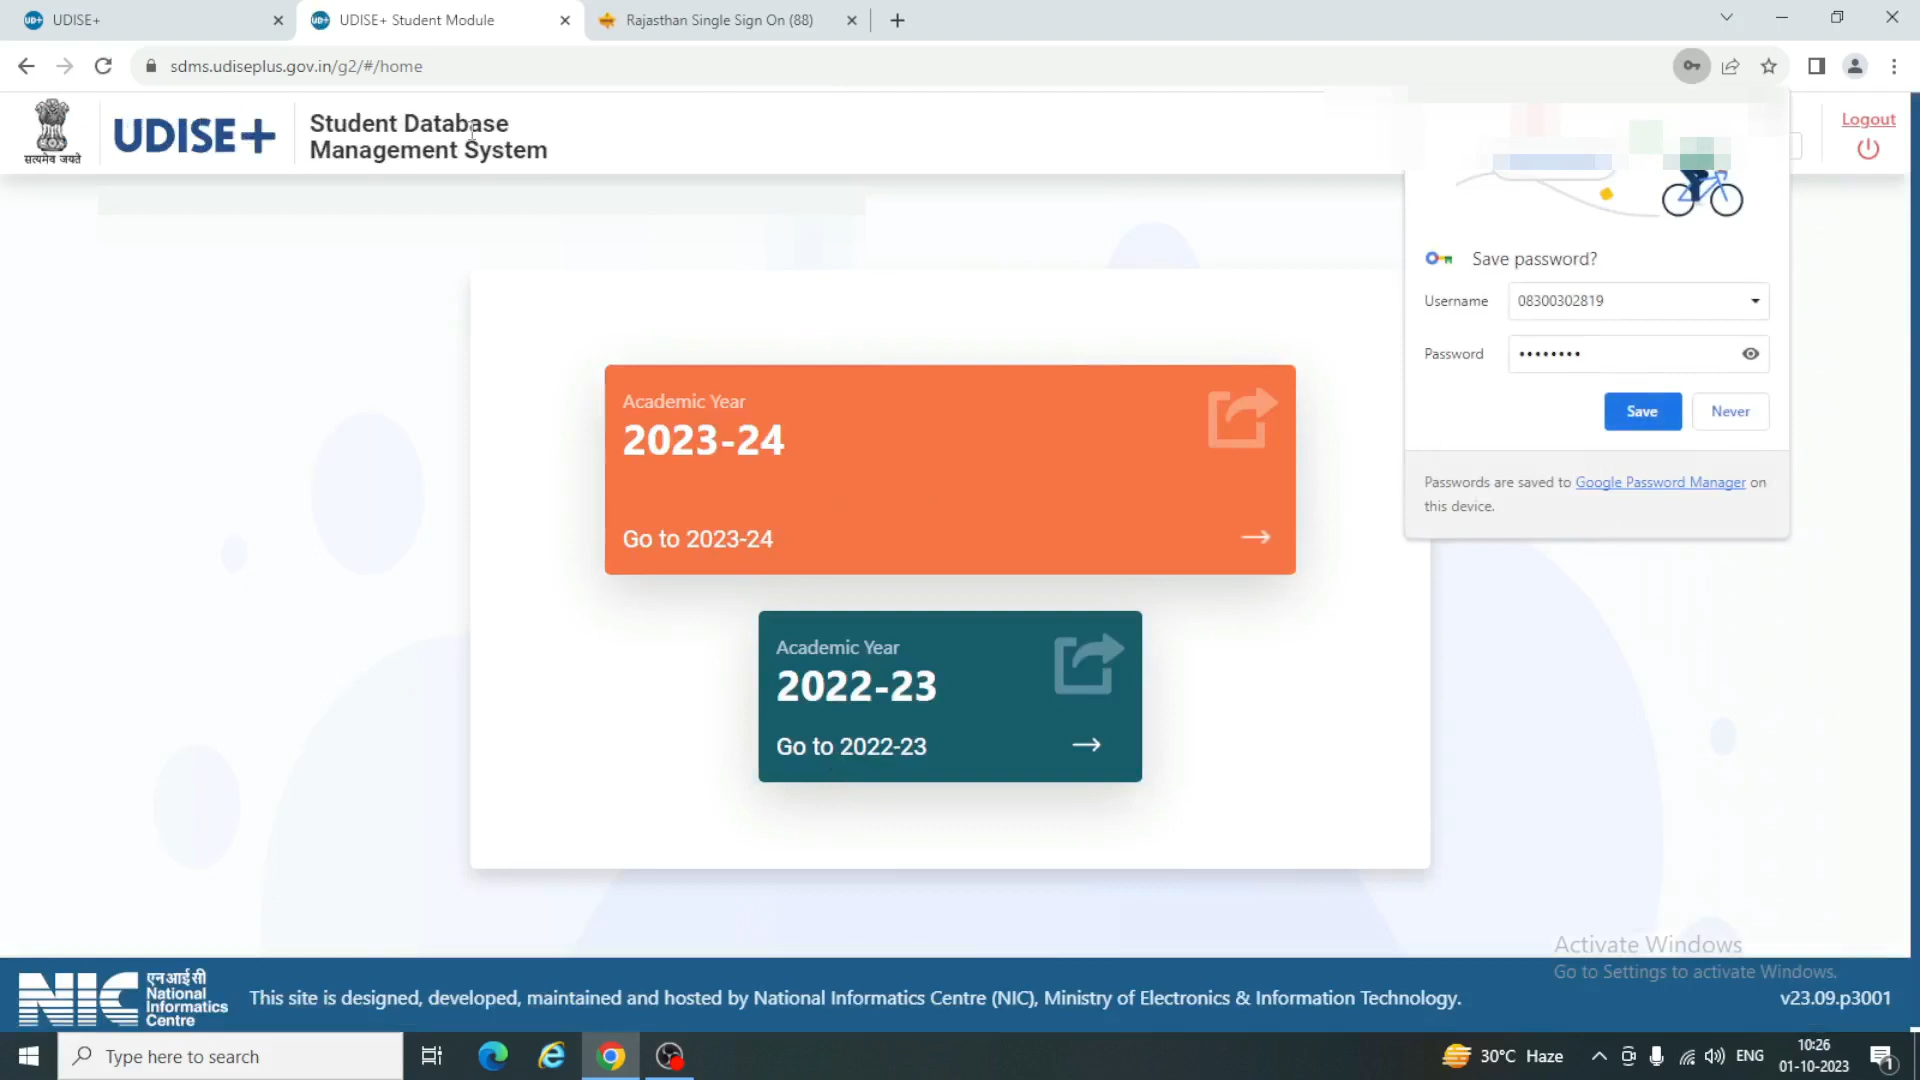 UDISE+
UDISE+ Student Module
Rajasthan Single Sign On (88)
sdms.udiseplus.gov.in/g2/#/home
सत्यमेव जयते
UDISE+
Student Database
Management System
Logout
Save password?
Username 08300302819
Password ••••••••
Save Never
Passwords are saved to Google Password Manager on
this device.
Academic Year
2023-24
Go to 2023-24
Academic Year
2022-23
Go to 2022-23
Activate Windows
Go to Settings to activate Windows.
NIC
एन आई सी
National
Informatics
Centre
This site is designed, developed, maintained and hosted by National Informatics Centre (NIC), Ministry of Electronics & Information Technology.
v23.09.p3001
Type here to search
30°C Haze
ENG
10:26
01-10-2023
1